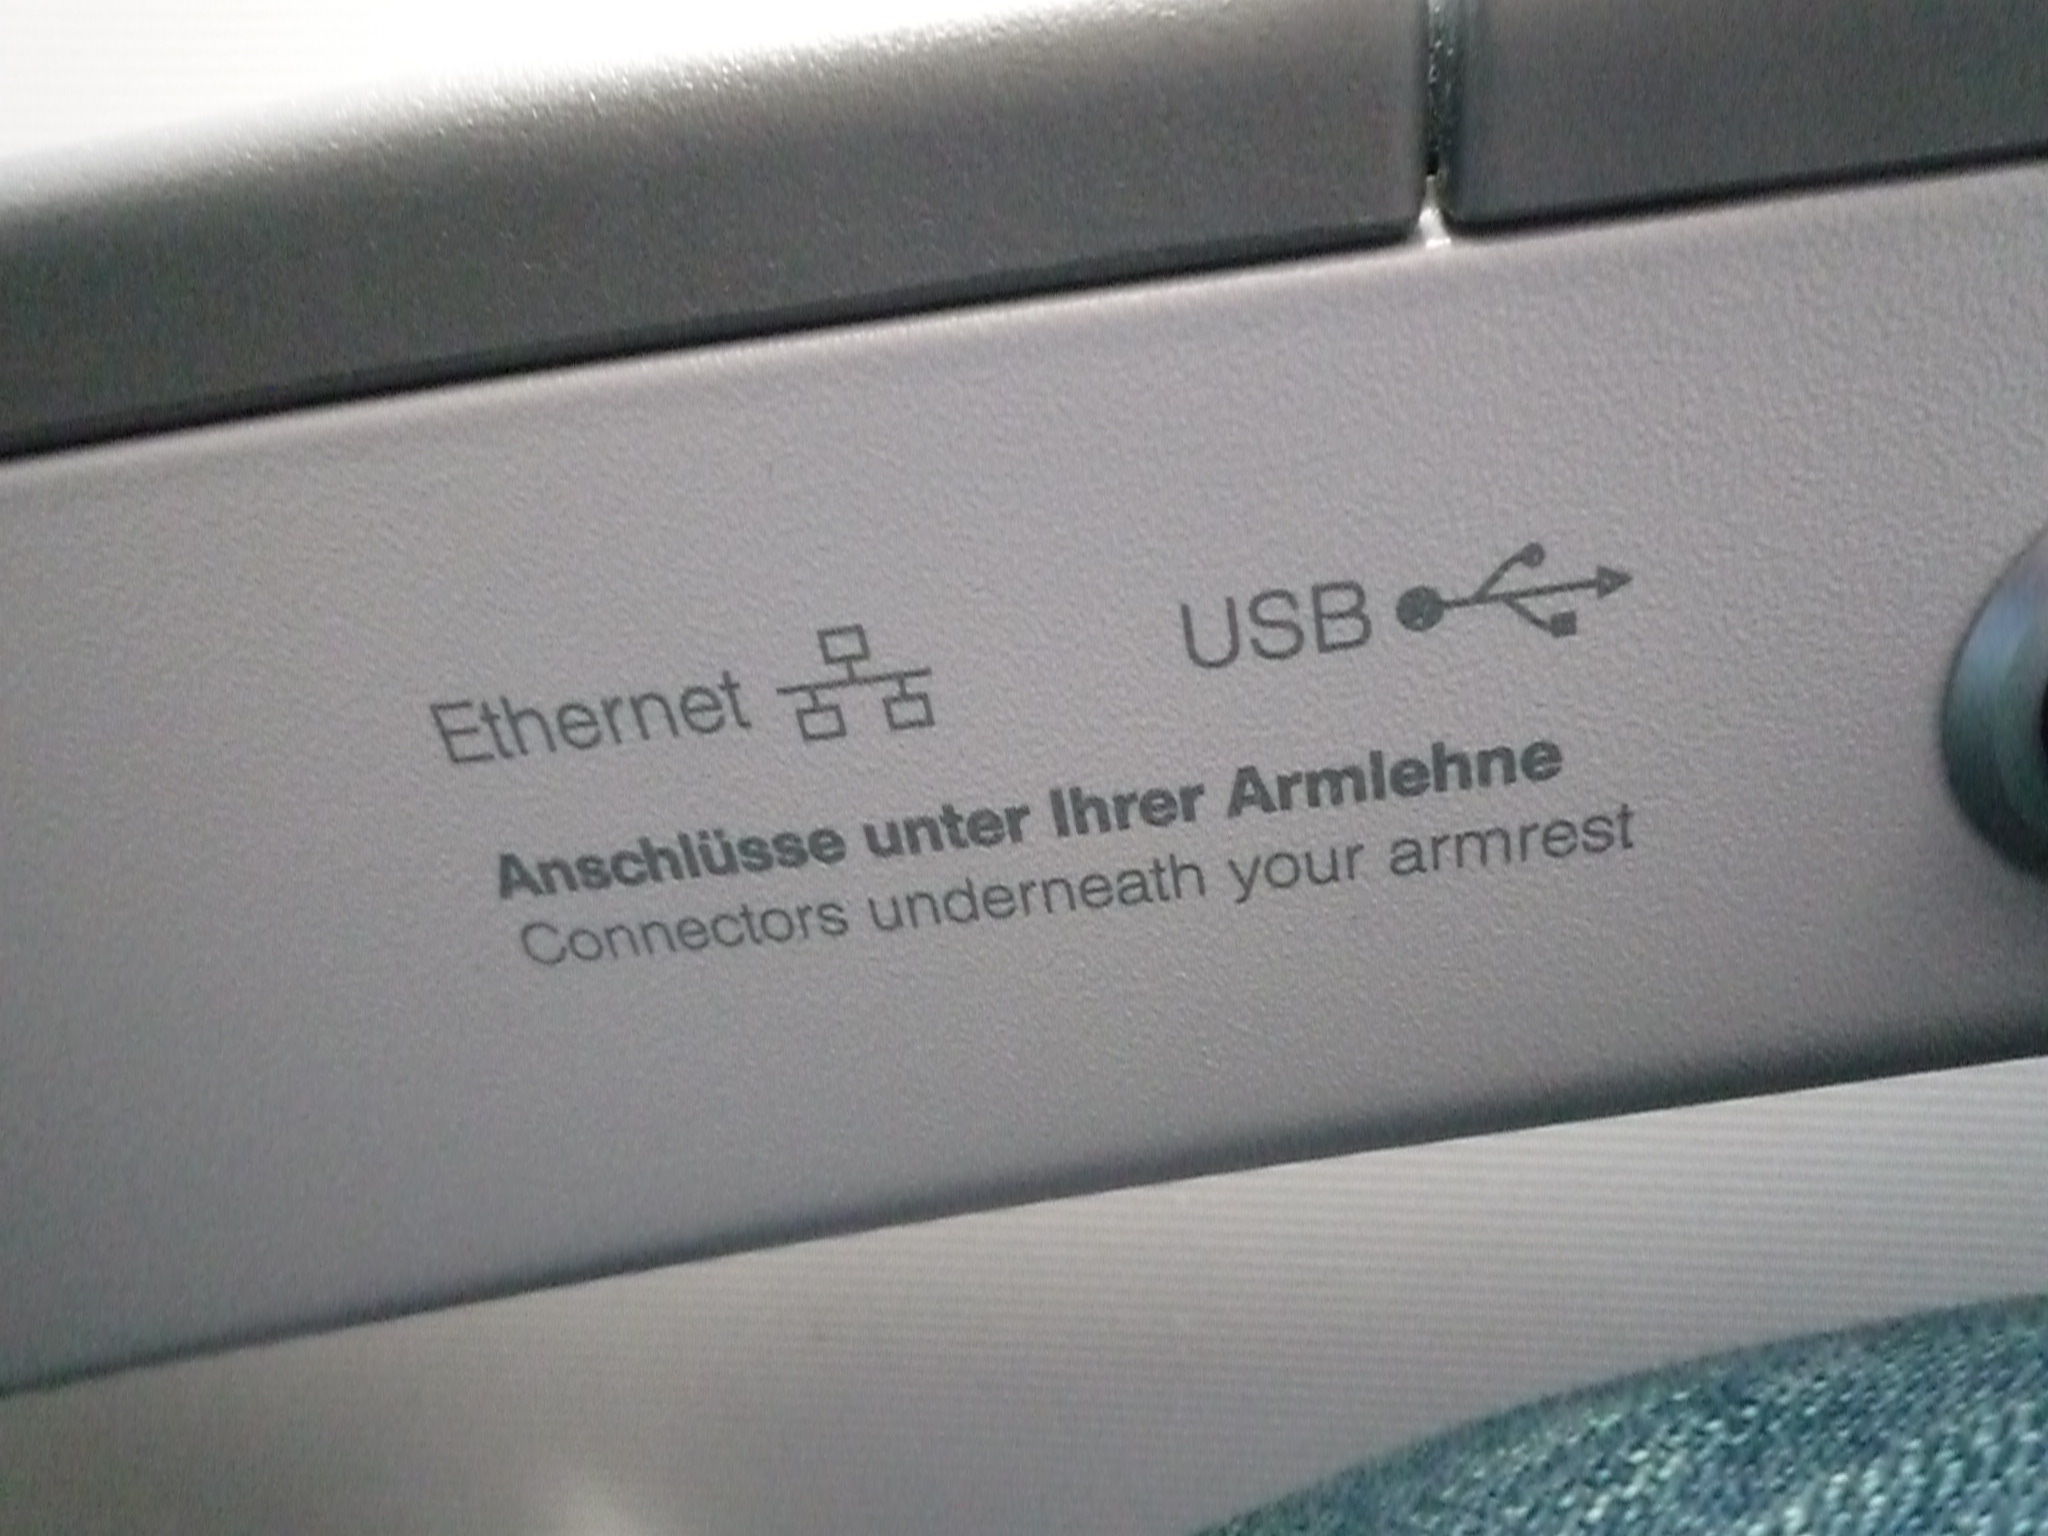 Ethernet USB
Anschlüsse unter Ihrer Armlehne
Connectors underneath your armrest